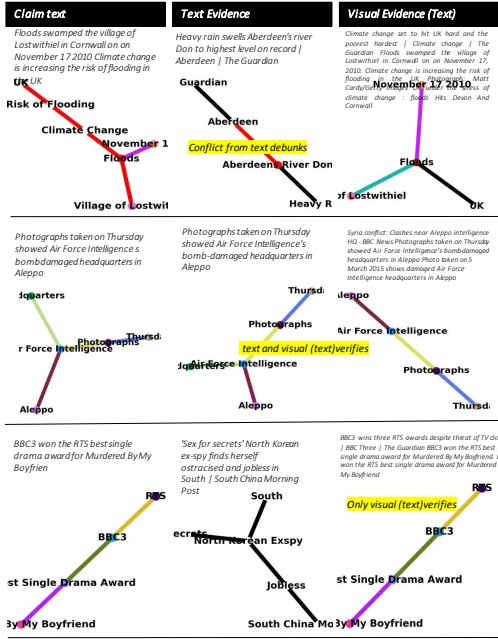 Claim text
Text Evidence
Visual Evidence (Text)
Floods swamped the village of
Lostwithiel in Cornwall on on
November 17 2010 Climate change
is increasing the risk of flooding in
the UK
UK
Risk of Flooding
Climate Change
November 1
Floods
Village of Lostwit
Heavy rain swells Aberdeen's river
Don to highest level on record |
Aberdeen | The Guardian
Guardian
Aberdeen
Conflict from text debunks
Aberdeens River Don
Heavy R
Climate change set to hit UK hard and the
poorest hardest | Climate change | The
Guardian Floods swamped the village of
Lostwithiel in Cornwall on on November 17,
2010. Climate change is increasing the risk of
flooding in the UK Photograph: Matt
Cardy/Getty Images UK under the stress of
climate change : floods Hits Devon And
Cornwall
November 17 2010
Floods
of Lostwithiel
UK
Photographs taken on Thursday
showed Air Force Intelligence s
bombdamaged headquarters in
Aleppo
dquarters
Photographs
Thursda
r Force Intelligence
Aleppo
Photographs taken on Thursday
showed Air Force Intelligence's
bomb-damaged headquarters in
Aleppo
Thursda
Photographs
text and visual (text)verifies
dquarters
Air Force Intelligence
Aleppo
Syria conflict: Clashes near Aleppo intelligence
HQ - BBC News Photographs taken on Thursday
showed Air Force Intelligence's bombdamaged
headquarters in Aleppo Photo taken on 5
March 2015 shows damaged Air Force
Intelligence headquarters in Aleppo
Aleppo
Air Force Intelligence
Photographs
Thursd
BBC3 won the RTS best single
drama award for Murdered By My
Boyfrien
RTS
BBC3
st Single Drama Award
By My Boyfriend
'Sex for secrets' North Korean
ex-spy finds herself
ostracised and jobless in
South | South China Morning
Post
South
ecrets
North Korean Exspy
Jobless
South China Mo
BBC3 wins three RTS awards despite threat of TV clo
| BBC Three | The Guardian BBC3 won the RTS best
single drama award for Murdered By My Boyfriend.
won the RTS best single drama award for Murdered
My Boyfriend
RTS
Only visual (text)verifies
BBC3
st Single Drama Award
By My Boyfriend